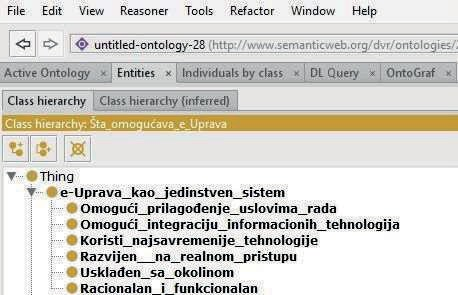 File Edit View Reasoner Tools Refactor Window Help
untitled-ontology-28 (http://www.semanticweb.org/dvr/ontologies/
Active Ontology × Entities × Individuals by class × DL Query × OntoGraf ×
Class hierarchy Class hierarchy (inferred)
Class hierarchy: Šta_omogućava_e_Uprava
Thing
e-Uprava_kao_jedinstven_sistem
Omogući_prilagođenje_uslovima_rada
Omogući_integraciju_informacionih_tehnologija
Koristi_najsavremenije_tehnologije
Razvijen__na_realnom_pristupu
Usklađen_sa_okolinom
Racionalan_i_funkcionalan